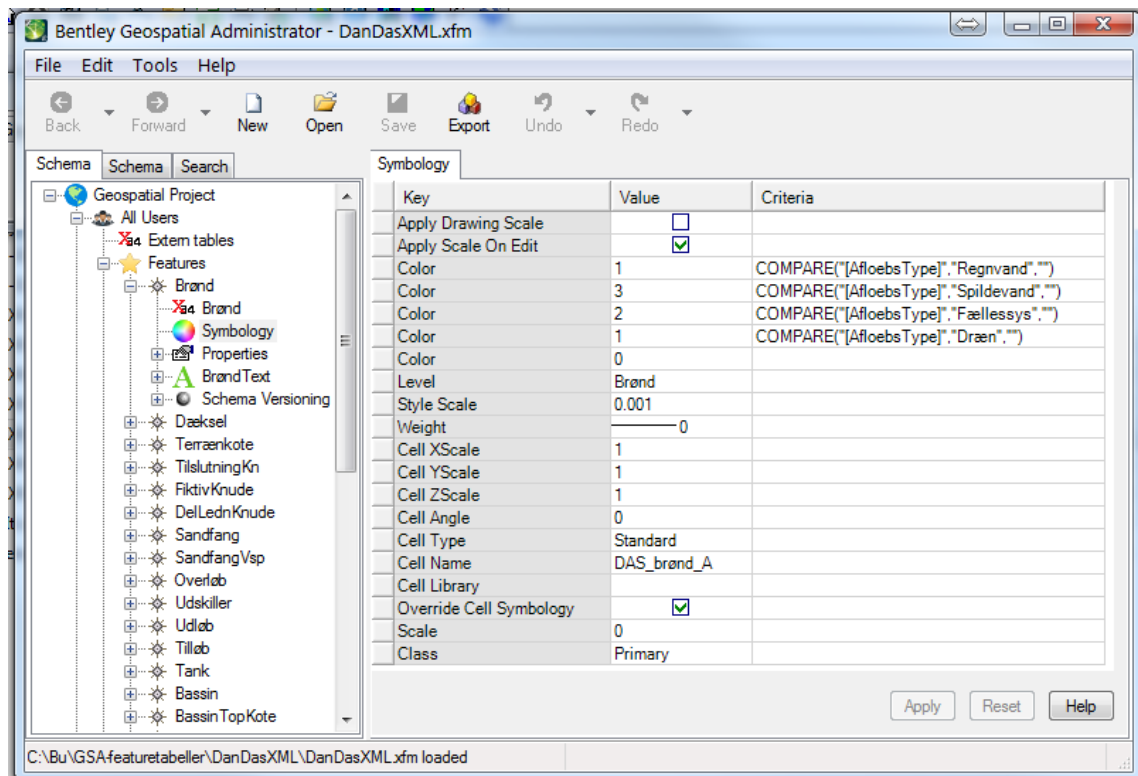 Bentley Geospatial Administrator - DanDasXML.xfm
File Edit Tools Help
Back Forward New Open Save Export Undo Redo
Schema Schema Search
Geospatial Project
All Users
Extern tables
Features
Brønd
Brønd
Symbology
Properties
BrøndText
Schema Versioning
Dæksel
Terrænkote
TilslutningKn
FiktivKnude
DelLednKnude
Sandfang
SandfangVsp
Overløb
Udskiller
Udløb
Tilløb
Tank
Bassin
BassinTopKote
Symbology
Key Value Criteria
Apply Drawing Scale
Apply Scale On Edit
Color 1 COMPARE("[AfloebsType]","Regnvand","")
Color 3 COMPARE("[AfloebsType]","Spildevand","")
Color 2 COMPARE("[AfloebsType]","Fællessys","")
Color 1 COMPARE("[AfloebsType]","Dræn","")
Color 0
Level Brønd
Style Scale 0.001
Weight 0
Cell XScale 1
Cell YScale 1
Cell ZScale 1
Cell Angle 0
Cell Type Standard
Cell Name DAS_brønd_A
Cell Library
Override Cell Symbology
Scale 0
Class Primary
Apply Reset Help
C:\Bu\GSA-featuretabeller\DanDasXML\DanDasXML.xfm loaded